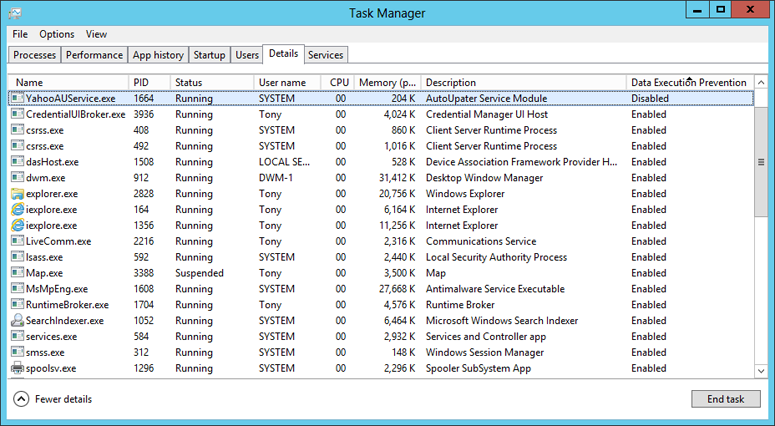 Task Manager
File Options View
Processes Performance App history Startup Users Details Services
Name PID Status User name CPU Memory (p... Description Data Execution Prevention
YahooAUService.exe 1664 Running SYSTEM 00 204 K AutoUpater Service Module Disabled
CredentialUIBroker.exe 3936 Running Tony 00 4,024 K Credential Manager UI Host Enabled
csrss.exe 408 Running SYSTEM 00 860 K Client Server Runtime Process Enabled
csrss.exe 492 Running SYSTEM 00 1,016 K Client Server Runtime Process Enabled
dasHost.exe 1508 Running LOCAL SE... 00 528 K Device Association Framework Provider H... Enabled
dwm.exe 912 Running DWM-1 00 31,412 K Desktop Window Manager Enabled
explorer.exe 2828 Running Tony 00 20,756 K Windows Explorer Enabled
iexplore.exe 164 Running Tony 00 6,164 K Internet Explorer Enabled
iexplore.exe 1356 Running Tony 00 11,256 K Internet Explorer Enabled
LiveComm.exe 2216 Running Tony 00 2,316 K Communications Service Enabled
lsass.exe 592 Running SYSTEM 00 2,440 K Local Security Authority Process Enabled
Map.exe 3388 Suspended Tony 00 3,500 K Map Enabled
MsMpEng.exe 1608 Running SYSTEM 00 27,668 K Antimalware Service Executable Enabled
RuntimeBroker.exe 1704 Running Tony 00 4,576 K Runtime Broker Enabled
SearchIndexer.exe 1052 Running SYSTEM 00 6,464 K Microsoft Windows Search Indexer Enabled
services.exe 584 Running SYSTEM 00 2,932 K Services and Controller app Enabled
smss.exe 312 Running SYSTEM 00 148 K Windows Session Manager Enabled
spoolsv.exe 1296 Running SYSTEM 00 2,296 K Spooler SubSystem App Enabled
Fewer details End task